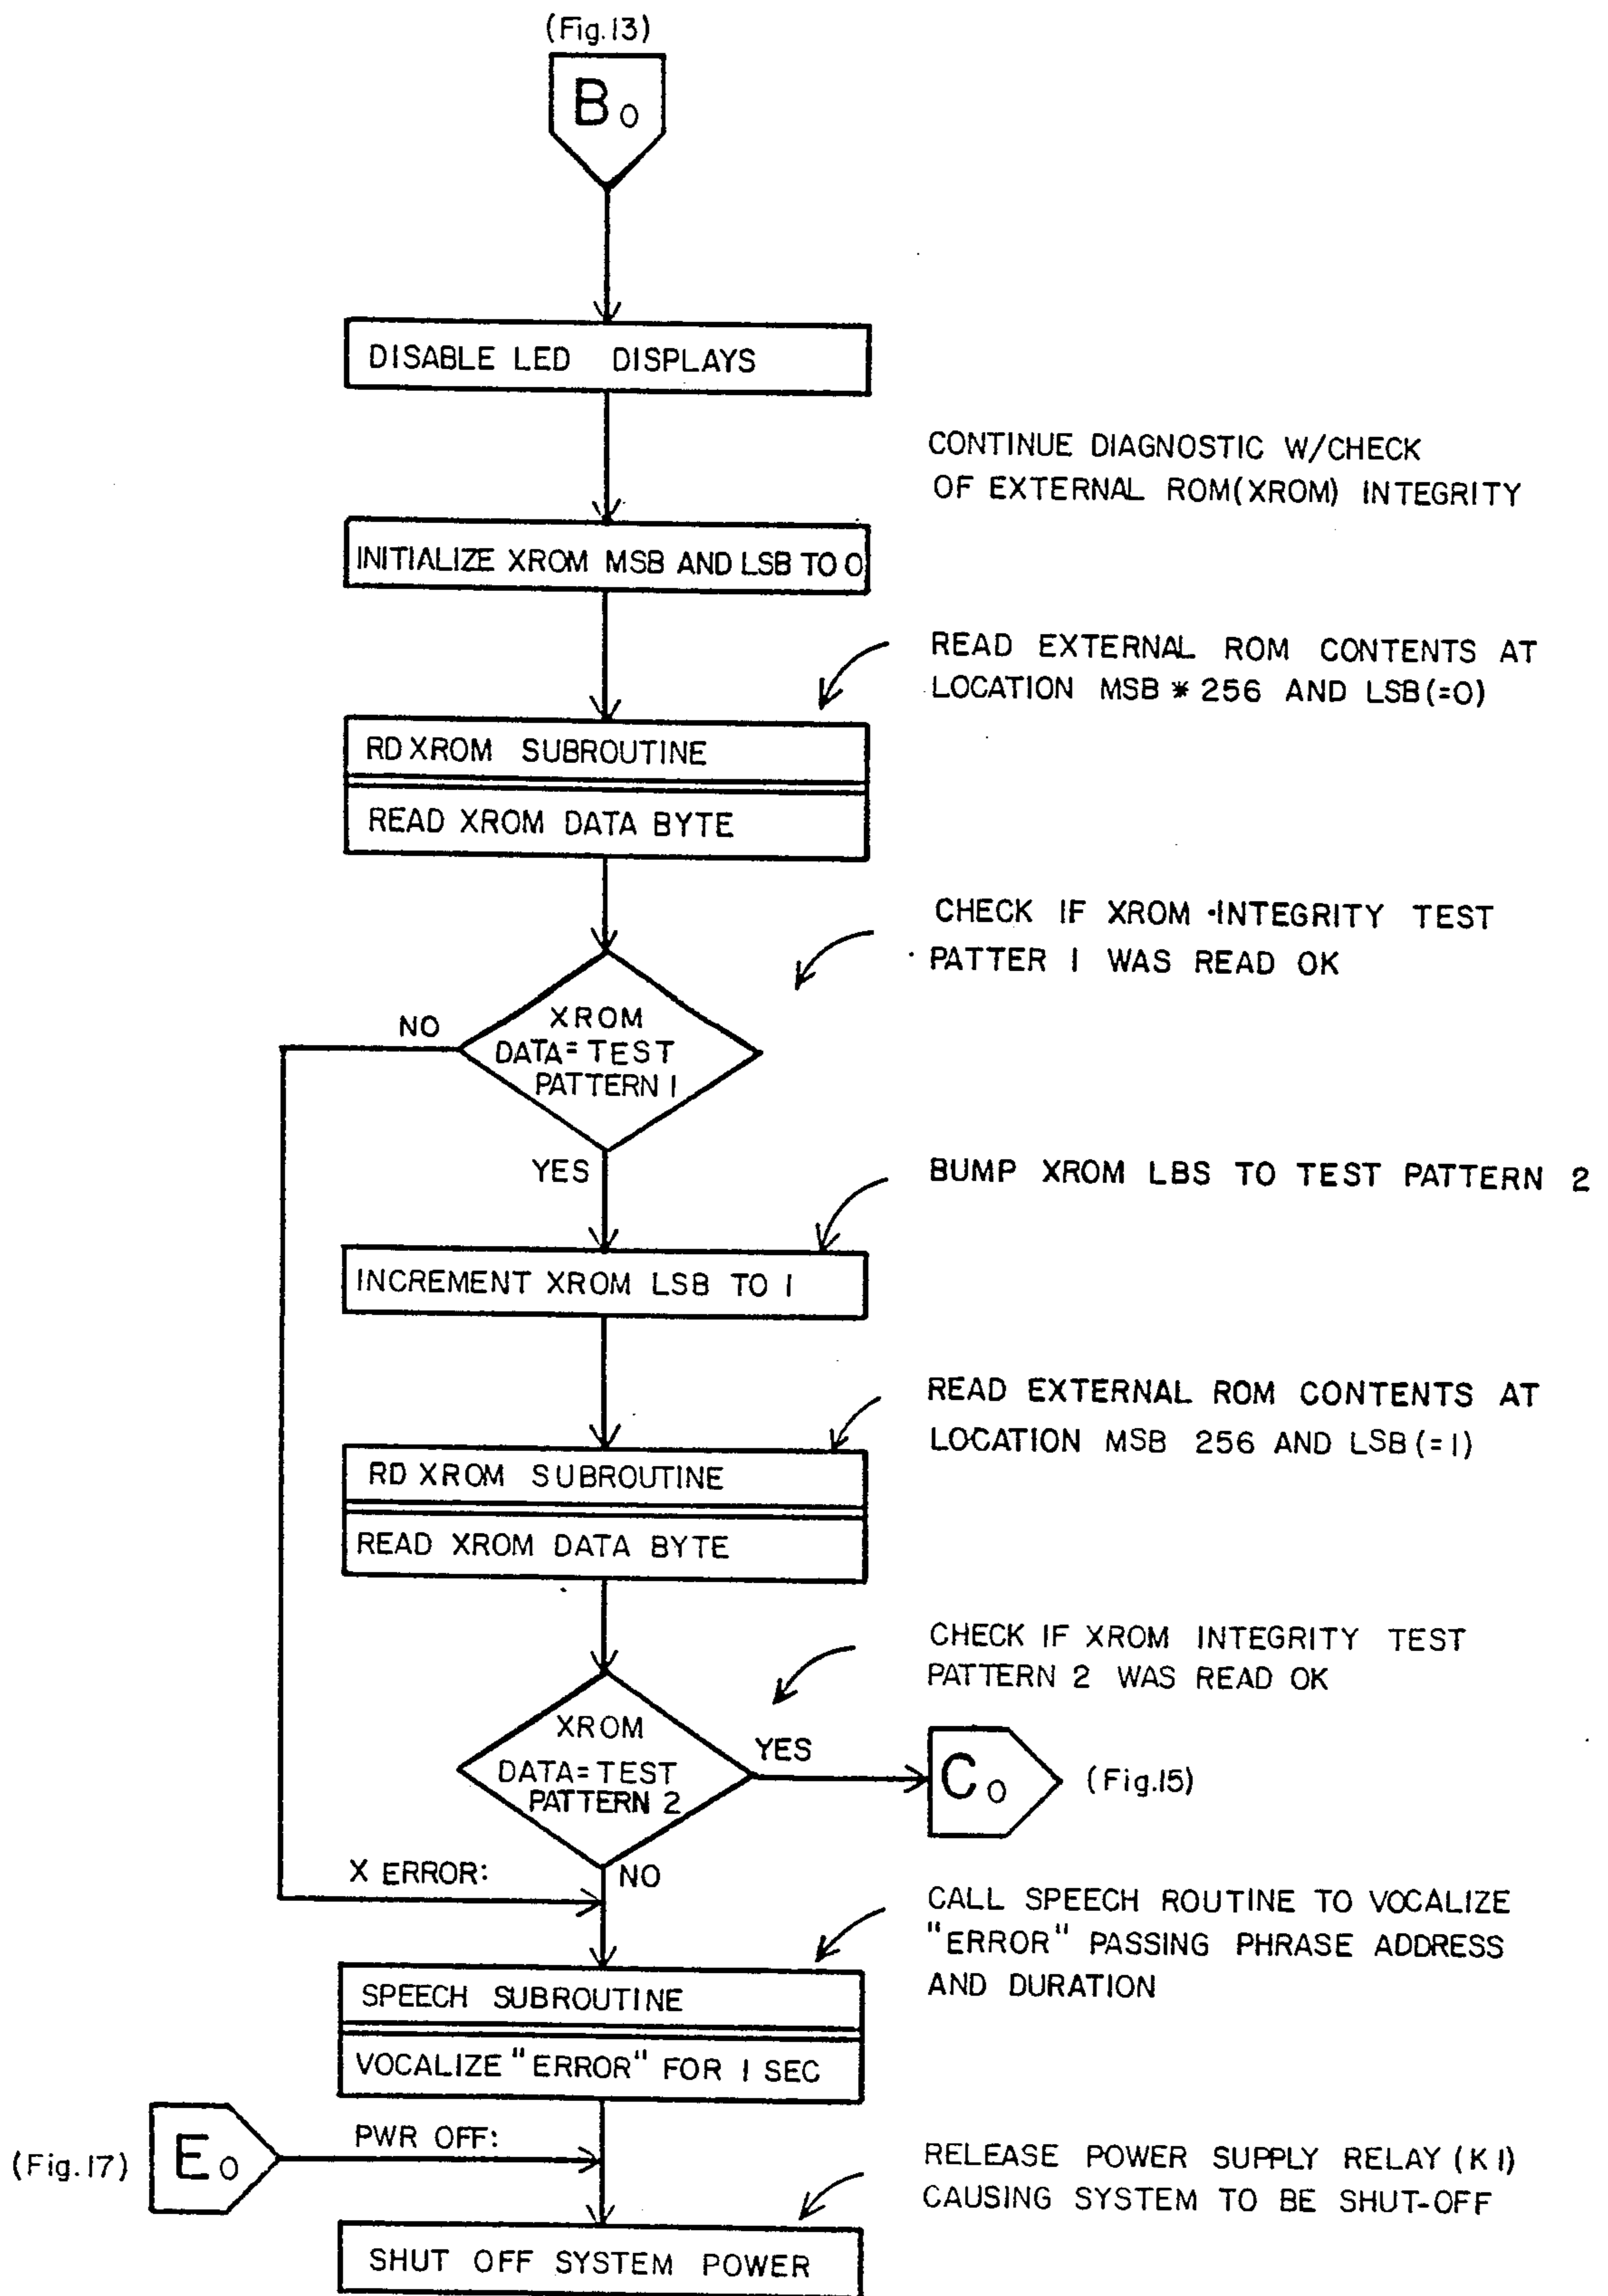 (Fig.13)
B0
DISABLE LED DISPLAYS
CONTINUE DIAGNOSTIC W/CHECK
OF EXTERNAL ROM(XROM) INTEGRITY
INITIALIZE XROM MSB AND LSB TO 0
READ EXTERNAL ROM CONTENTS AT
LOCATION MSB * 256 AND LSB(=0)
RDXROM SUBROUTINE
READ XROM DATA BYTE
CHECK IF XROM INTEGRITY TEST
PATTER 1 WAS READ OK
NO
XROM
DATA=TEST
PATTERN 1
YES
BUMP XROM LBS TO TEST PATTERN 2
INCREMENT XROM LSB TO 1
READ EXTERNAL ROM CONTENTS AT
LOCATION MSB 256 AND LSB(=1)
RD XROM SUBROUTINE
READ XROM DATA BYTE
CHECK IF XROM INTEGRITY TEST
PATTERN 2 WAS READ OK
XROM
DATA=TEST
PATTERN 2
YES
C0
(Fig.15)
X ERROR:
NO
CALL SPEECH ROUTINE TO VOCALIZE
"ERROR" PASSING PHRASE ADDRESS
AND DURATION
SPEECH SUBROUTINE
VOCALIZE "ERROR" FOR 1 SEC
(Fig.17)
E0
PWR OFF:
RELEASE POWER SUPPLY RELAY (K1)
CAUSING SYSTEM TO BE SHUT-OFF
SHUT OFF SYSTEM POWER